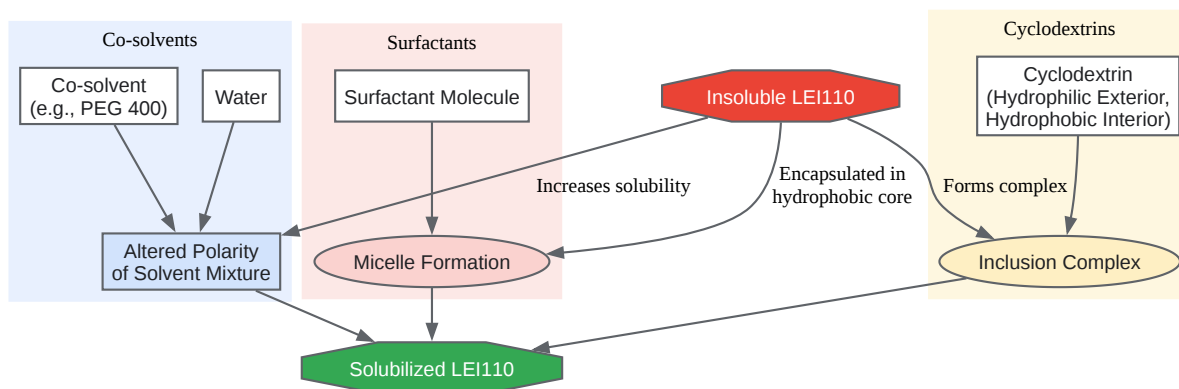 Co-solvents
Surfactants
Cyclodextrins
Co-solvent
(e.g., PEG 400)
Water
Surfactant Molecule
Insoluble LEI110
Cyclodextrin
(Hydrophilic Exterior,
Hydrophobic Interior)
Increases solubility
Encapsulated in
hydrophobic core
Forms complex
Altered Polarity
of Solvent Mixture
Micelle Formation
Inclusion Complex
Solubilized LEI110